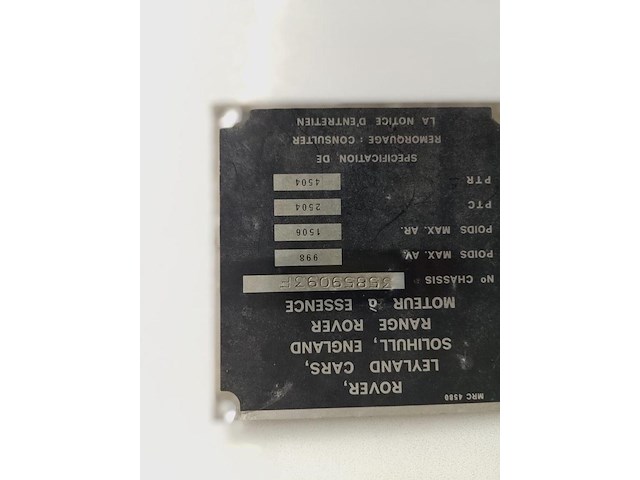 MRC 4580
ROVER,
LEYLAND CARS,
SOLIHULL, ENGLAND
RANGE ROVER
MOTEUR à ESSENCE
Nº CHASSIS 35859093F
POIDS MAX. AV. 998
POIDS MAX. AR. 1506
PTC 2504
PTR 4504
SPECIFICATION DE
REMORQUAGE : CONSULTER
LA NOTICE D'ENTRETIEN